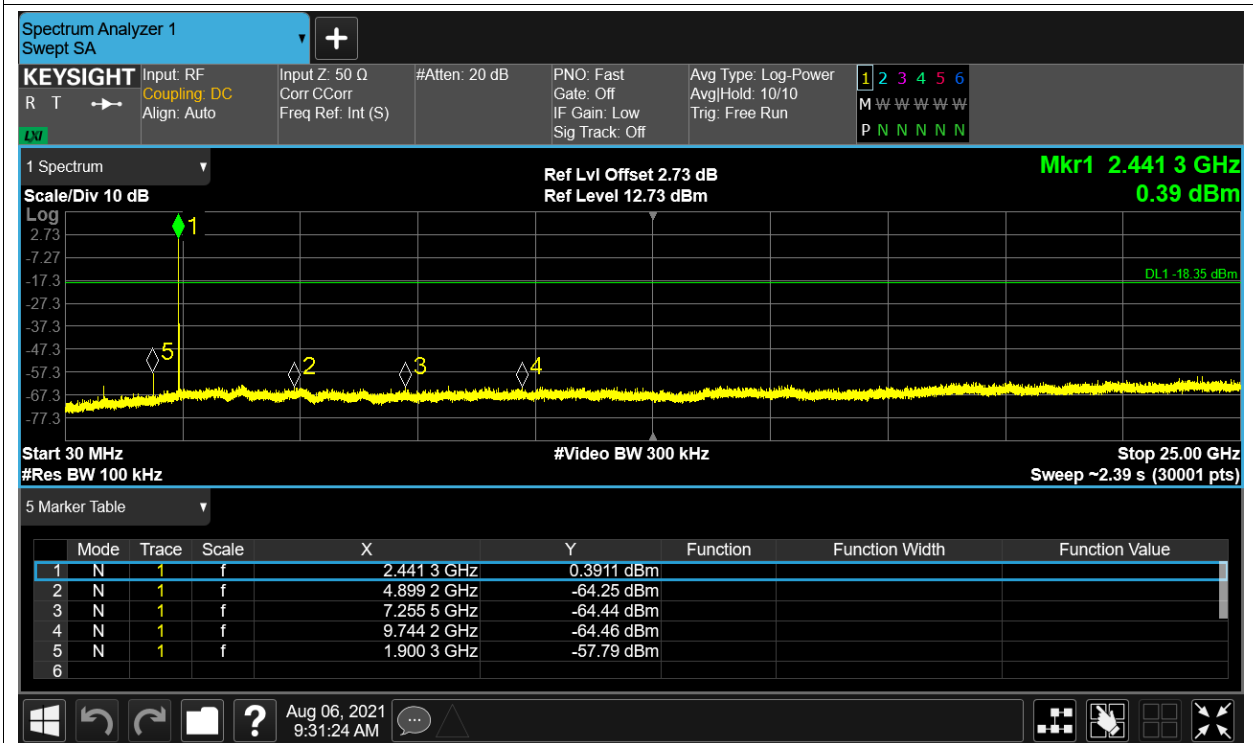 Spectrum Analyzer 1
Swept SA
+
KEYSIGHT
R T
LXI
Input: RF
Coupling: DC
Align: Auto
Input Z: 50 Ω
Corr CCorr
Freq Ref: Int (S)
#Atten: 20 dB
PNO: Fast
Gate: Off
IF Gain: Low
Sig Track: Off
Avg Type: Log-Power
Avg|Hold: 10/10
Trig: Free Run
1 2 3 4 5 6
M W W W W W
P N N N N N
1 Spectrum
Scale/Div 10 dB
Ref Lvl Offset 2.73 dB
Ref Level 12.73 dBm
Mkr1 2.441 3 GHz
0.39 dBm
Log
2.73
-7.27
-17.3
-27.3
-37.3
-47.3
-57.3
-67.3
-77.3
1
DL1 -18.35 dBm
5
2
3
4
Start 30 MHz
#Video BW 300 kHz
Stop 25.00 GHz
#Res BW 100 kHz
Sweep ~2.39 s (30001 pts)
5 Marker Table
Mode Trace Scale X Y Function Function Width Function Value
1 N 1 f 2.441 3 GHz 0.3911 dBm
2 N 1 f 4.899 2 GHz -64.25 dBm
3 N 1 f 7.255 5 GHz -64.44 dBm
4 N 1 f 9.744 2 GHz -64.46 dBm
5 N 1 f 1.900 3 GHz -57.79 dBm
6
?
Aug 06, 2021
9:31:24 AM